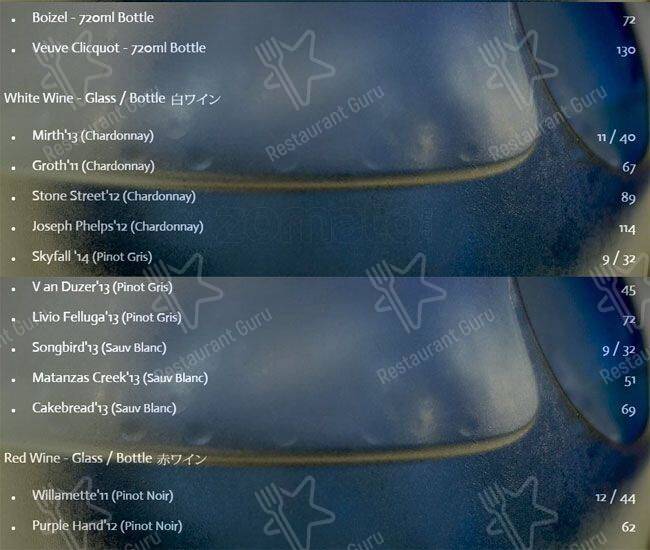 Boizel - 720ml Bottle 72
Veuve Clicquot - 720ml Bottle 130
White Wine - Glass / Bottle 白ワイン
Mirth'13 (Chardonnay) 11 / 40
Groth'11 (Chardonnay) 67
Stone Street'12 (Chardonnay) 89
Joseph Phelps'12 (Chardonnay) 114
Skyfall '14 (Pinot Gris) 9 / 32
V an Duzer'13 (Pinot Gris) 45
Livio Felluga'13 (Pinot Gris) 72
Songbird'13 (Sauv Blanc) 9 / 32
Matanzas Creek'13 (Sauv Blanc) 51
Cakebread'13 (Sauv Blanc) 69
Red Wine - Glass / Bottle 赤ワイン
Willamette'11 (Pinot Noir) 12 / 44
Purple Hand'12 (Pinot Noir) 62
Restaurant Guru
Restaurant Guru
Restaurant Guru
Restaurant Guru
zomato